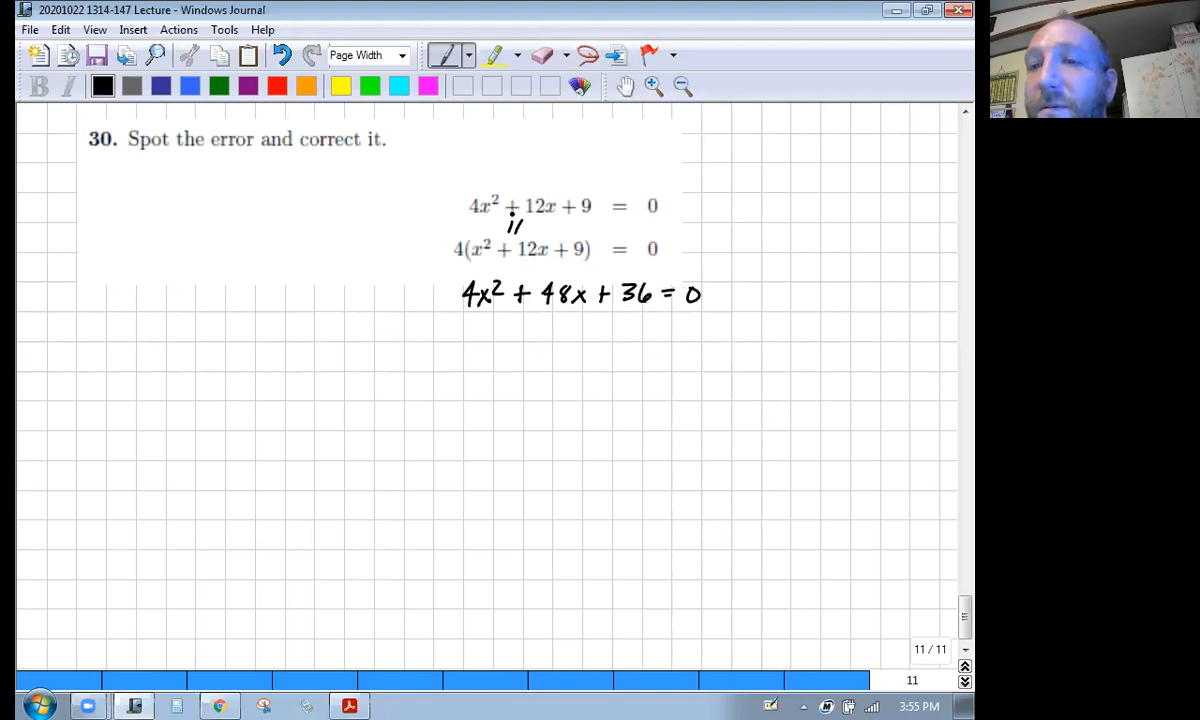 20201022 1314-147 Lecture - Windows Journal
File Edit View Insert Actions Tools Help
Page Width
B I
30. Spot the error and correct it.
4x² + 12x + 9 = 0
4(x² + 12x + 9) = 0
4x² + 48x + 36 = 0
11 / 11
11
3:55 PM